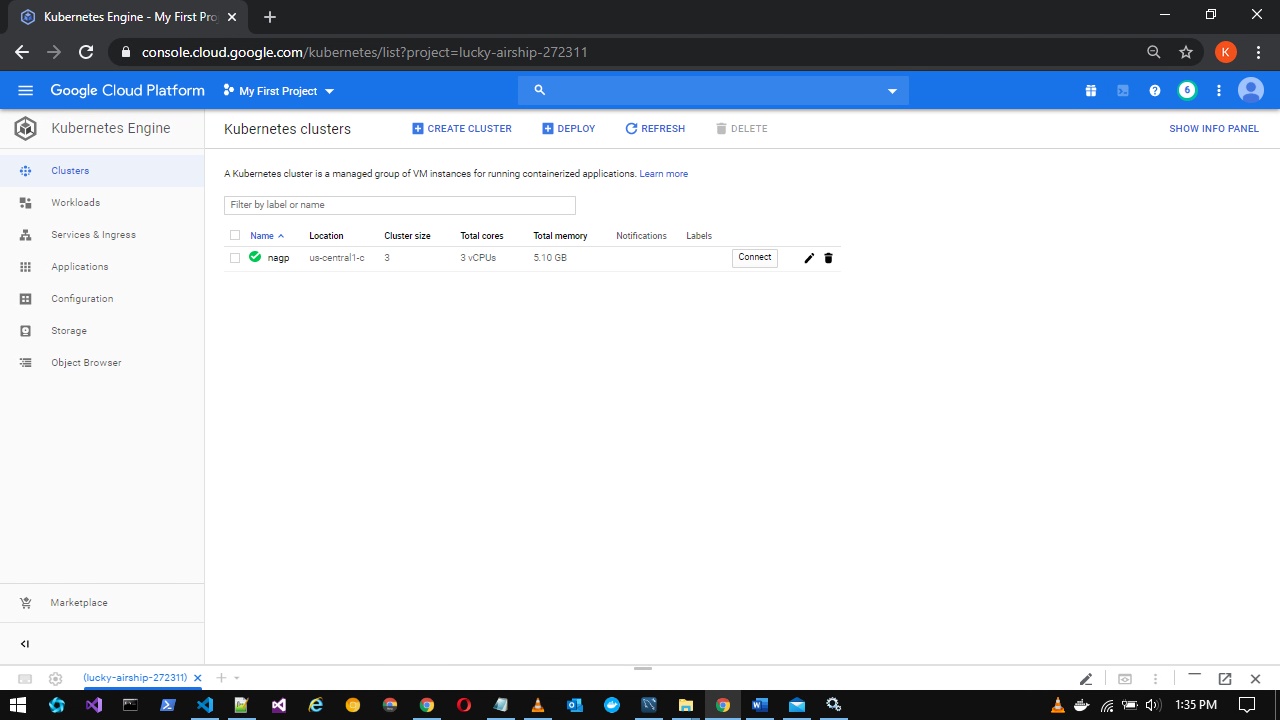 Kubernetes Engine - My First Pro
console.cloud.google.com/kubernetes/list?project=lucky-airship-272311
K
Google Cloud Platform
My First Project
6
Kubernetes Engine
Kubernetes clusters
CREATE CLUSTER
DEPLOY
REFRESH
DELETE
SHOW INFO PANEL
Clusters
Workloads
Services & Ingress
Applications
Configuration
Storage
Object Browser
Marketplace
A Kubernetes cluster is a managed group of VM instances for running containerized applications. Learn more
Filter by label or name
Name Location Cluster size Total cores Total memory Notifications Labels
nagp us-central1-c 3 3 vCPUs 5.10 GB Connect
(lucky-airship-272311)
1:35 PM